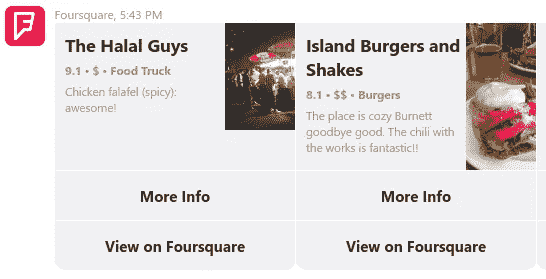 Foursquare, 5:43 PM
The Halal Guys
9.1 • $ • Food Truck
Chicken falafel (spicy):
awesome!
More Info
View on Foursquare
Island Burgers and
Shakes
8.1 • $$ • Burgers
The place is cozy Burnett
goodbye good. The chili with
the works is fantastic!!
More Info
View on Foursquare